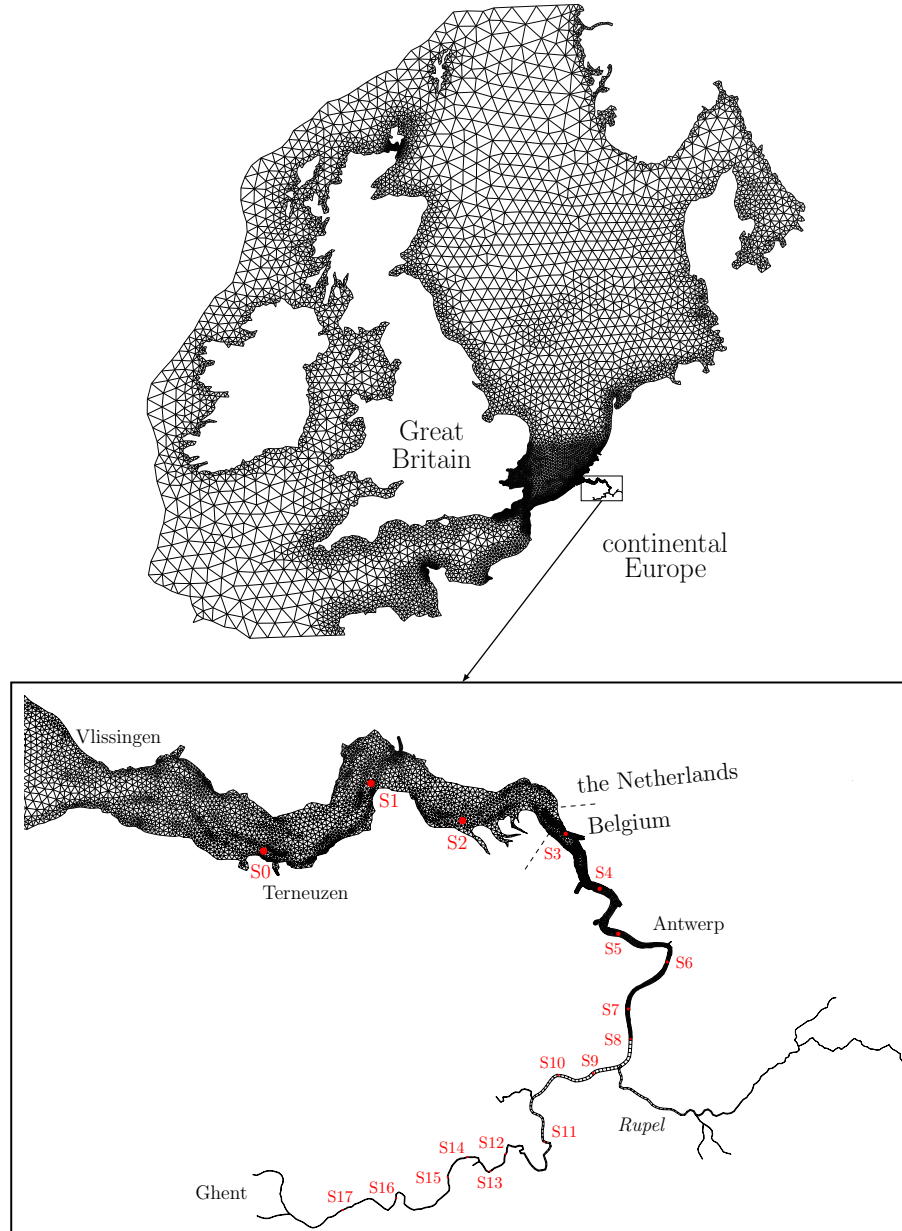 Great
Britain
continental
Europe
Vlissingen
the Netherlands
S1
Belgium
S2
S3
S0
Terneuzen
S4
Antwerp
S5
S6
S7
S8
S9
S10
Rupel
S11
S12
S14
S13
S15
Ghent
S16
S17